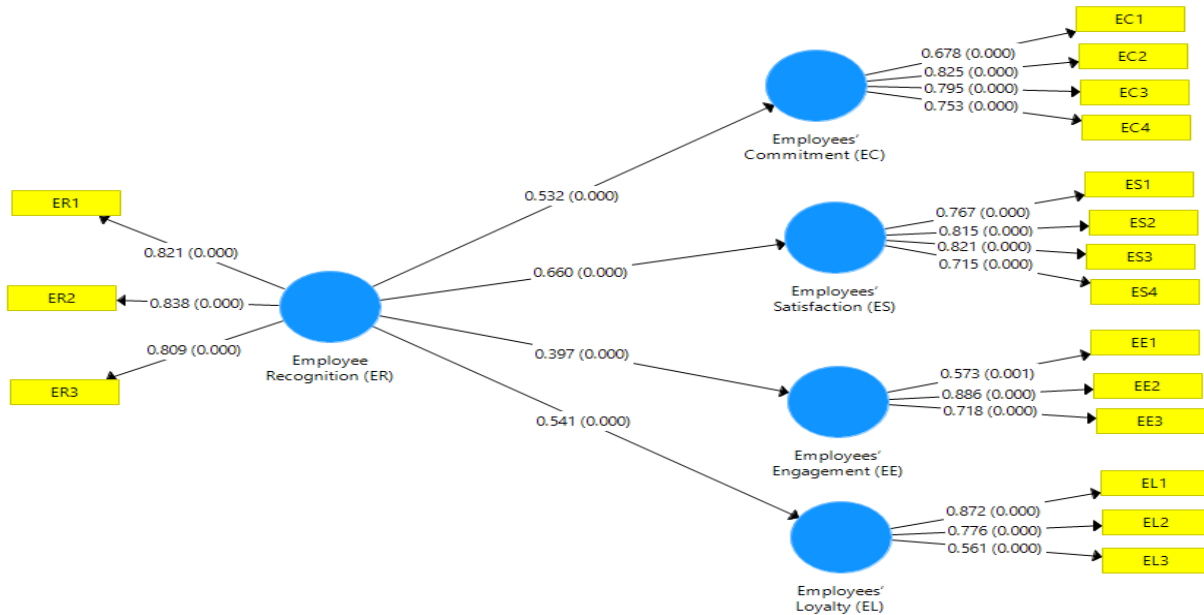 EC1
0.678 (0.000)
EC2
0.825 (0.000)
0.795 (0.000)
EC3
0.753 (0.000)
EC4
Employees'
Commitment (EC)
ES1
ER1
0.532 (0.000)
0.767 (0.000)
ES2
0.815 (0.000)
0.821 (0.000)
ES3
0.821 (0.000)
0.715 (0.000)
0.660 (0.000)
ES4
ER2
0.838 (0.000)
Employees'
Satisfaction (ES)
EE1
0.809 (0.000)
0.397 (0.000)
Employee
Recognition (ER)
0.573 (0.001)
EE2
ER3
0.886 (0.000)
0.718 (0.000)
EE3
0.541 (0.000)
Employees'
Engagement (EE)
EL1
0.872 (0.000)
EL2
0.776 (0.000)
0.561 (0.000)
EL3
Employees'
Loyalty (EL)